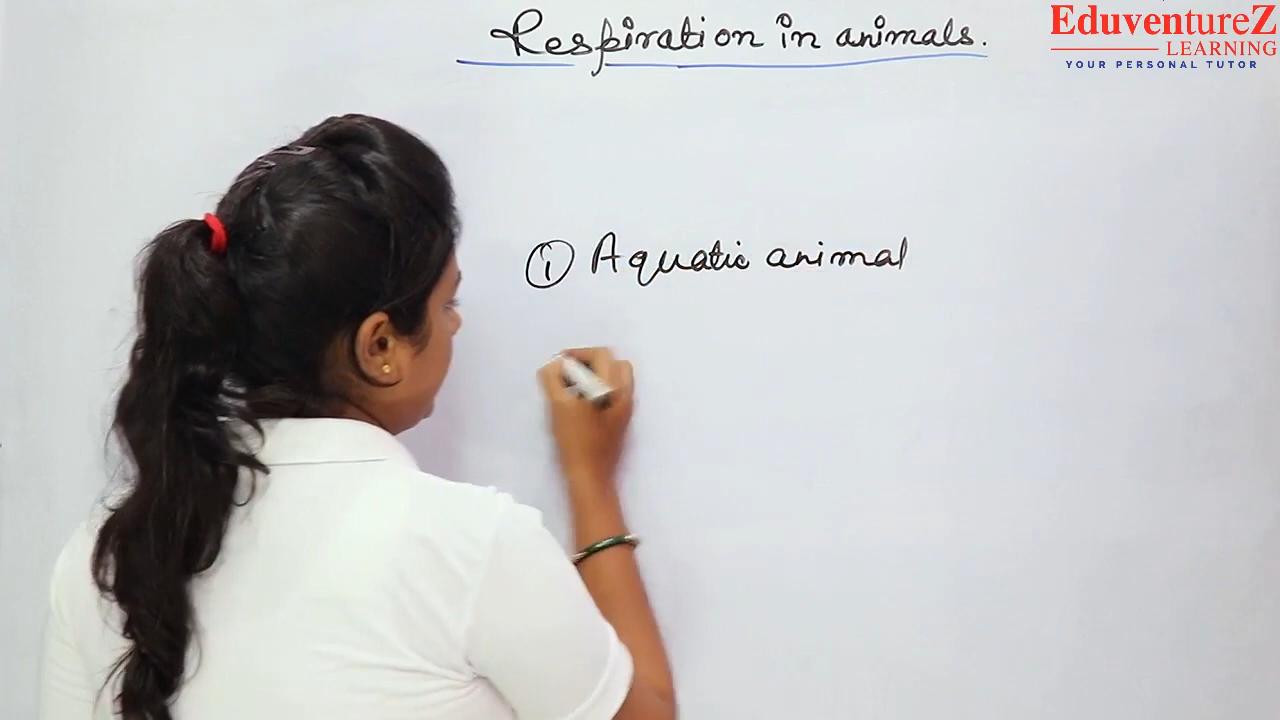 Respiration in animals.
EduventureZ
LEARNING
YOUR PERSONAL TUTOR
① Aquatic animal